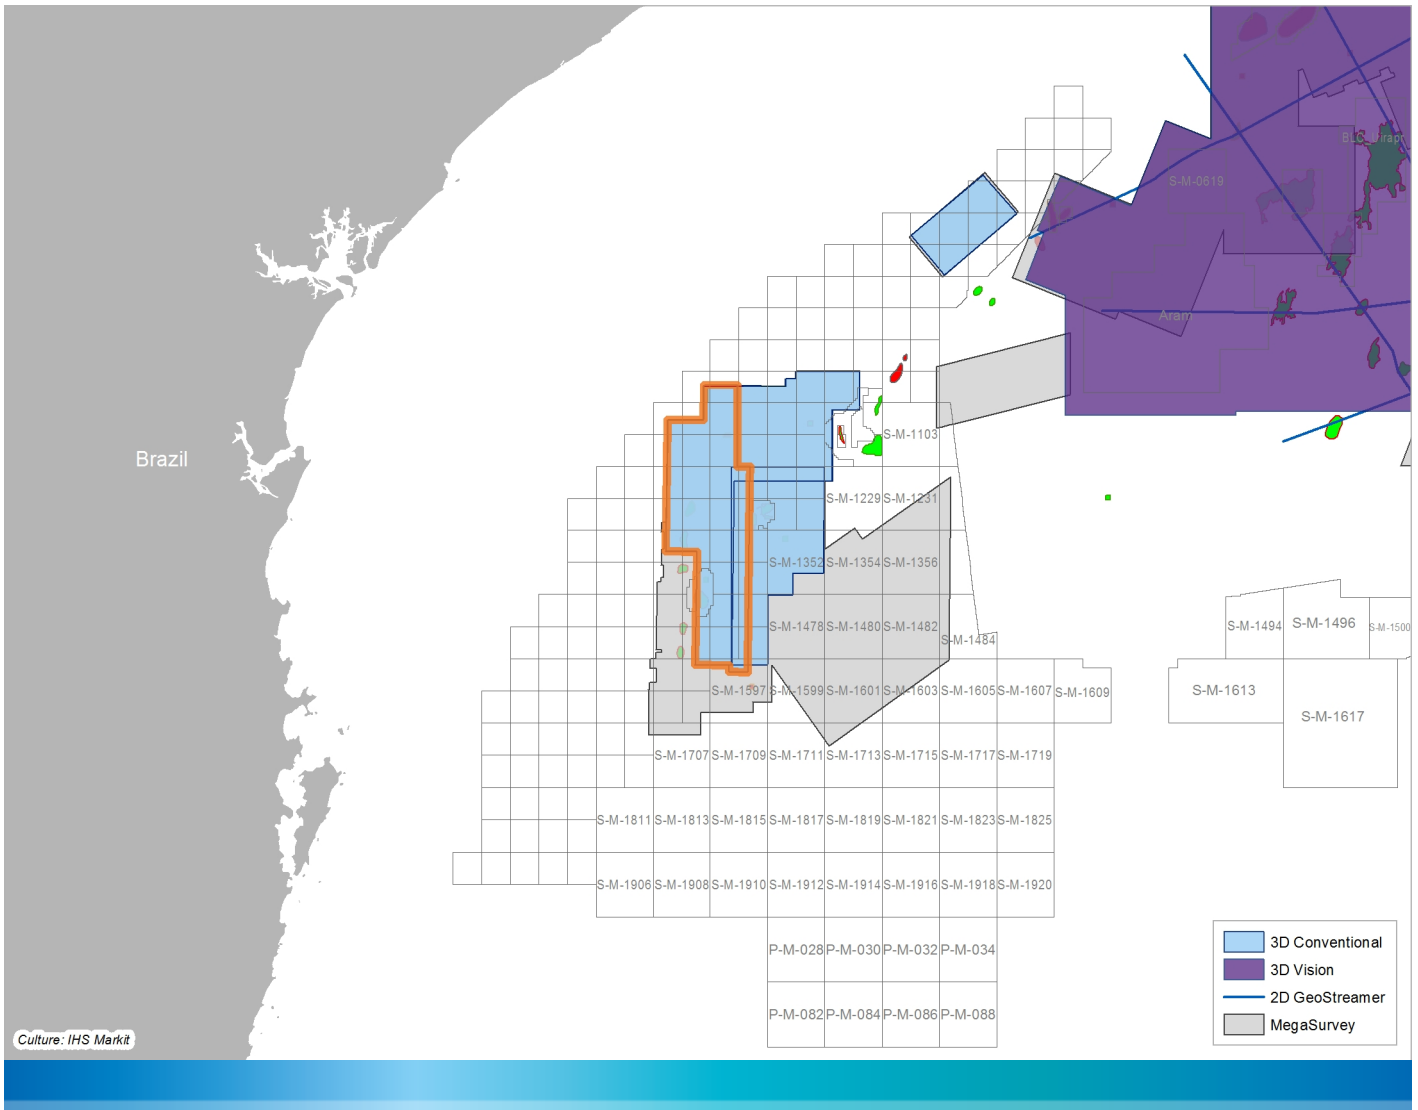 BLC_Uirapr
S-M-0619
Aram
S-M-1103
Brazil
S-M-1229 S-M-1231
S-M-1352 S-M-1354 S-M-1356
S-M-1478 S-M-1480 S-M-1482
S-M-1484
S-M-1494 S-M-1496 S-M-1500
S-M-1597 S-M-1599 S-M-1601 S-M-1603 S-M-1605 S-M-1607 S-M-1609 S-M-1613
S-M-1617
S-M-1707 S-M-1709 S-M-1711 S-M-1713 S-M-1715 S-M-1717 S-M-1719
S-M-1811 S-M-1813 S-M-1815 S-M-1817 S-M-1819 S-M-1821 S-M-1823 S-M-1825
S-M-1906 S-M-1908 S-M-1910 S-M-1912 S-M-1914 S-M-1916 S-M-1918 S-M-1920
P-M-028 P-M-030 P-M-032 P-M-034
P-M-082 P-M-084 P-M-086 P-M-088
3D Conventional
3D Vision
2D GeoStreamer
MegaSurvey
Culture: IHS Markit